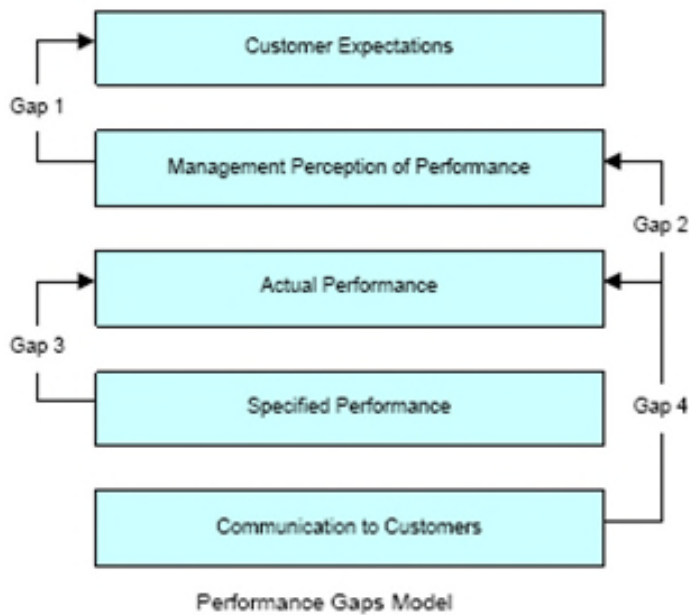 Customer Expectations
Gap 1
Management Perception of Performance
Gap 2
Actual Performance
Gap 3
Specified Performance
Gap 4
Communication to Customers
Performance Gaps Model